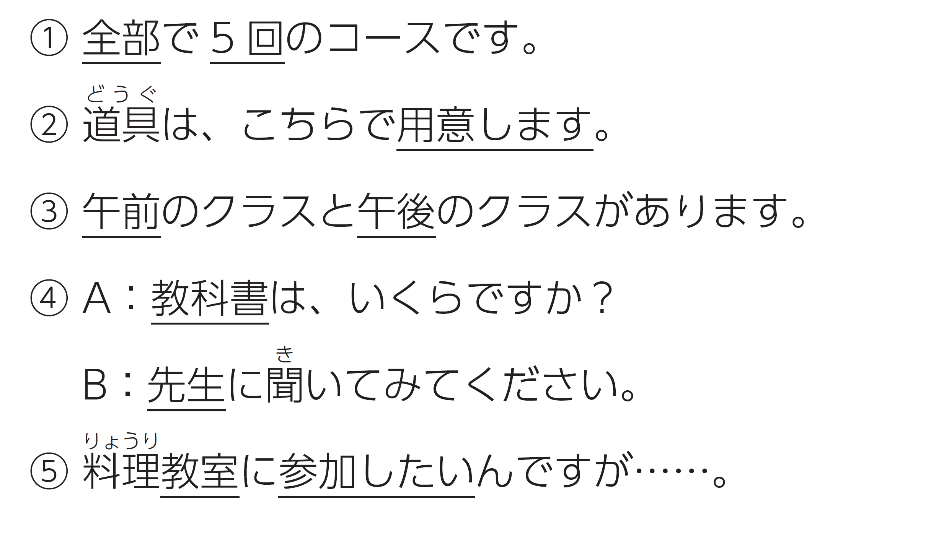 ① 全部で5回のコースです。
どうぐ
② 道具は、こちらで用意します。
③ 午前のクラスと午後のクラスがあります。
④ A：教科書は、いくらですか？
き
B：先生に聞いてみてください。
りょうり
⑤ 料理教室に参加したいんですが……。